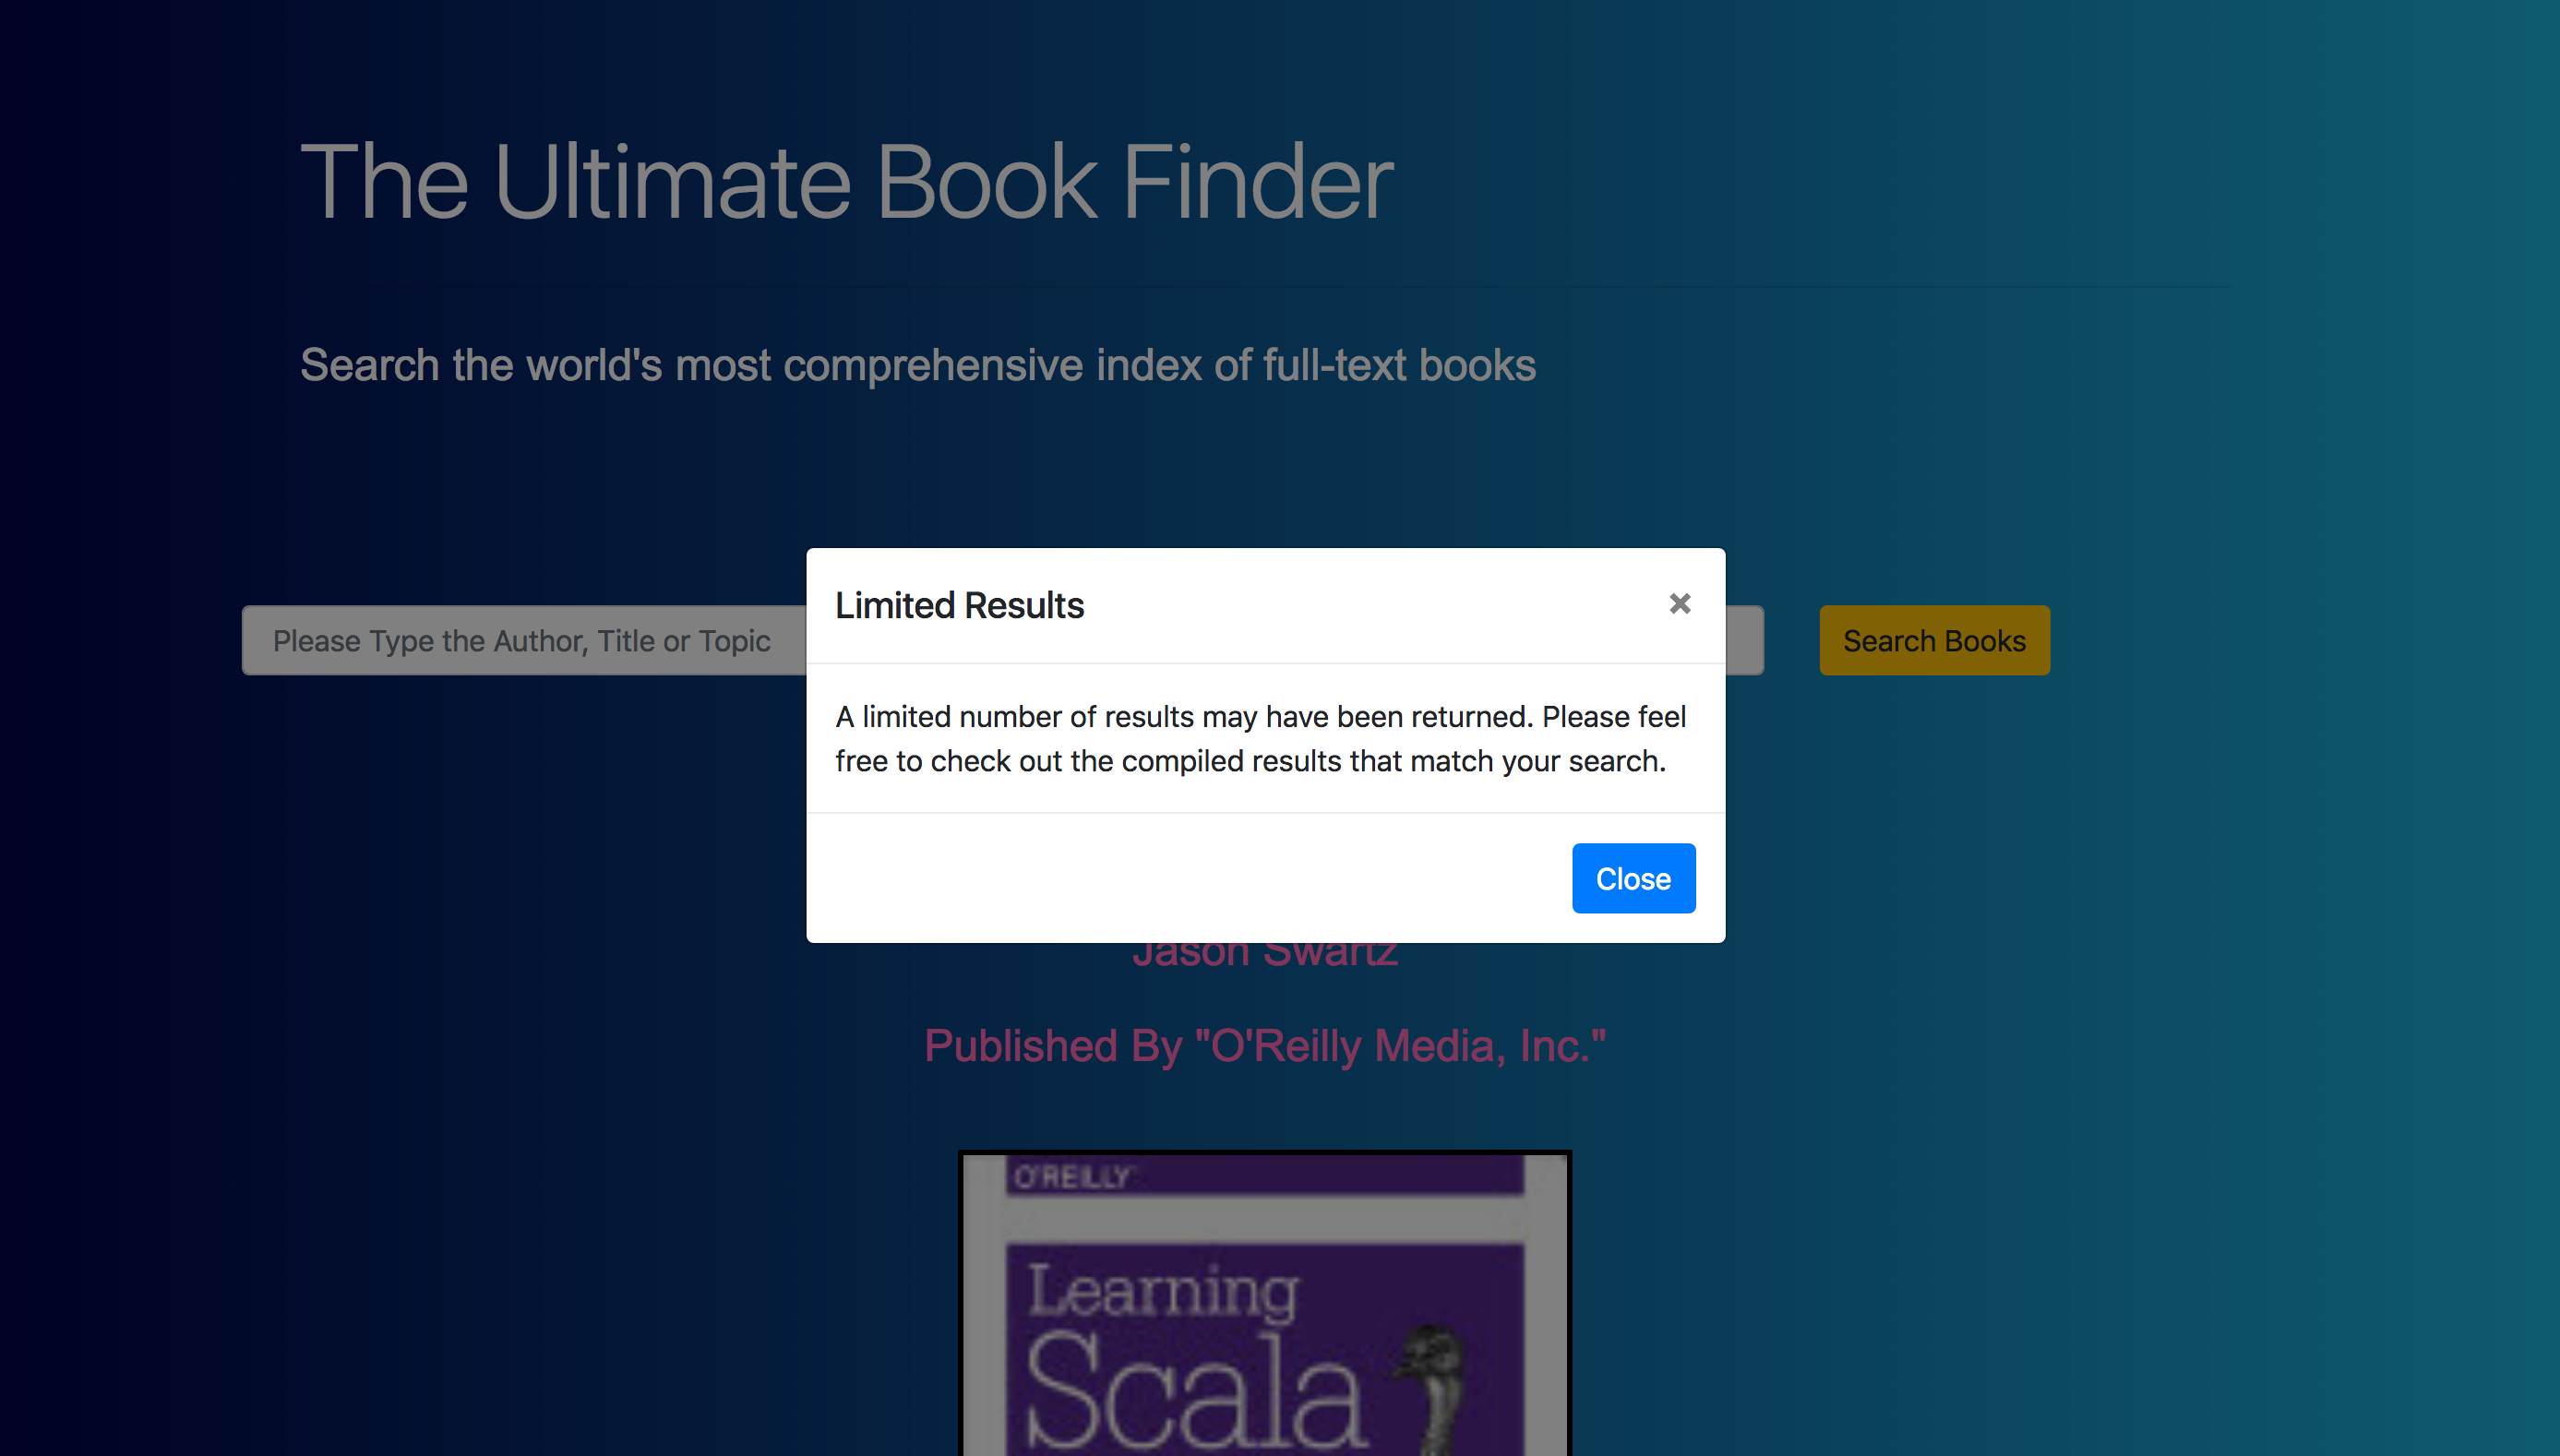 The Ultimate Book Finder
Search the world's most comprehensive index of full-text books
Please Type the Author, Title or Topic
Search Books
Limited Results
×
A limited number of results may have been returned. Please feel
free to check out the compiled results that match your search.
Close
Jason Swartz
Published By "O'Reilly Media, Inc."
O'REILLY
Learning
Scala